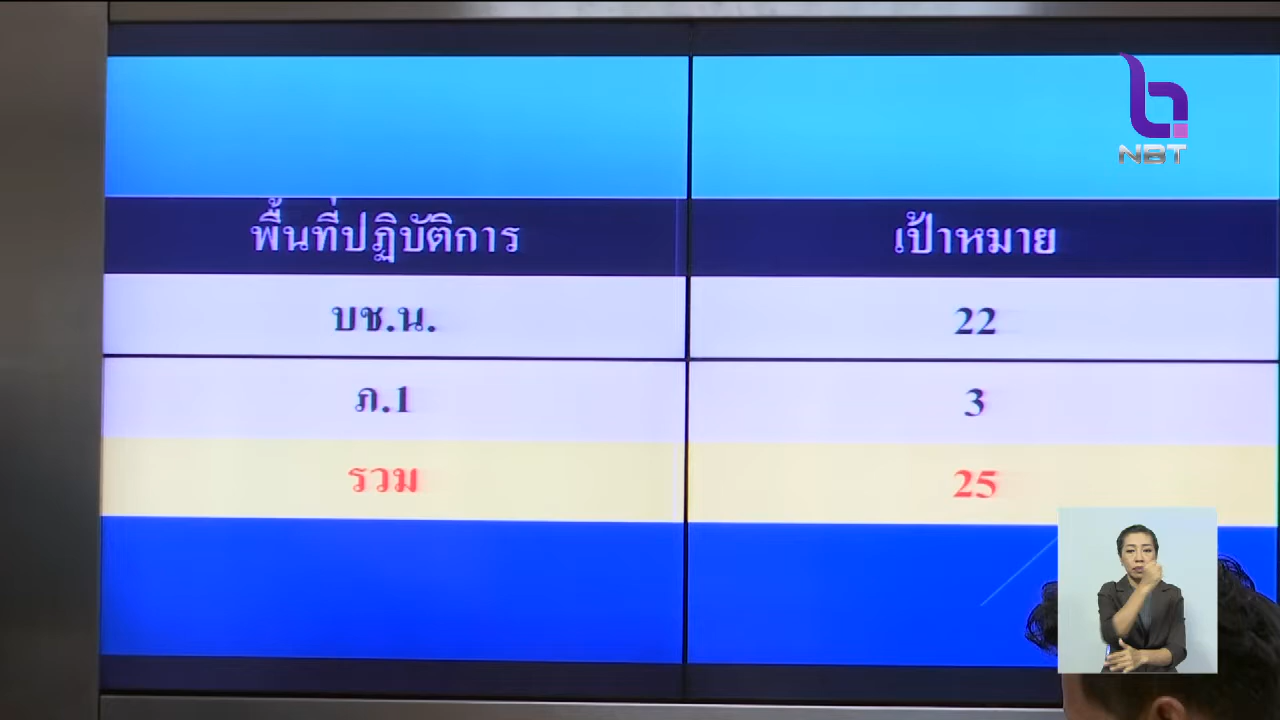 NBT
พื้นที่ปฏิบัติการ เป้าหมาย
บช.น. 22
ภ.1 3
รวม 25